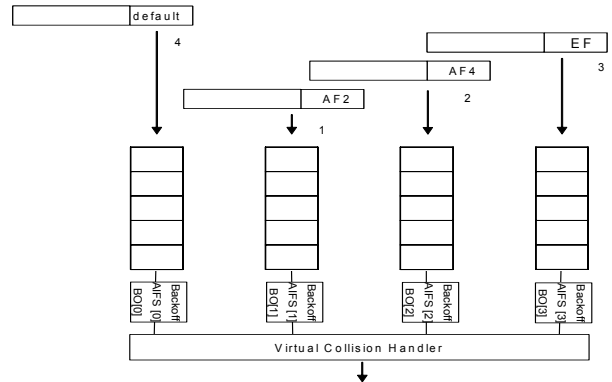 default
EF
4
3
AF4
AF2
2
1
Backoff
AIFS [0]
BO[0]
Backoff
AIFS [1]
BO[1]
Backoff
AIFS [2]
BO[2]
Backoff
AIFS [3]
BO[3]
Virtual Collision Handler